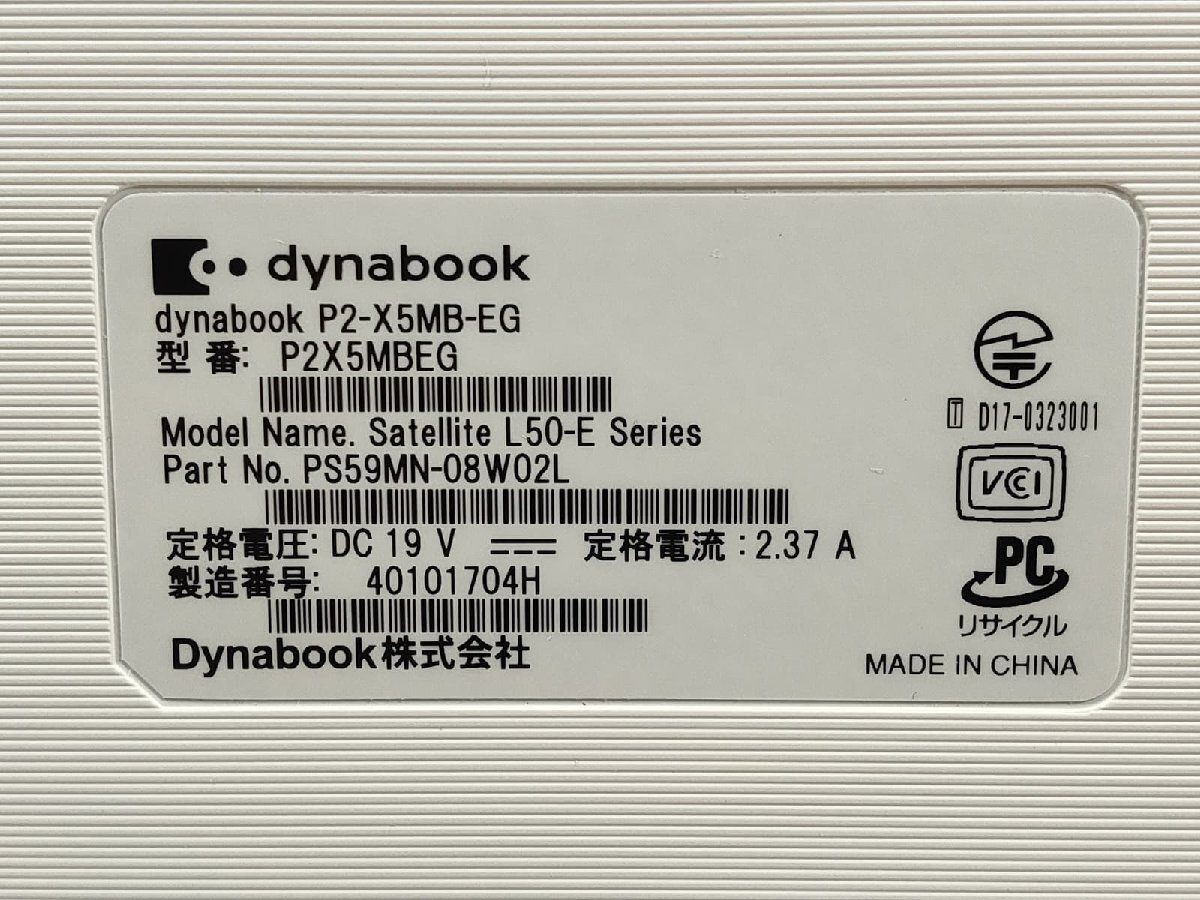 dynabook
dynabook P2-X5MB-EG
型 番: P2X5MBEG
Model Name. Satellite L50-E Series
Part No. PS59MN-08W02L
定格電圧: DC 19 V 定格電流 : 2.37 A
製造番号: 40101704H
Dynabook株式会社
T D17-0323001
VCCI
PC
リサイクル
MADE IN CHINA